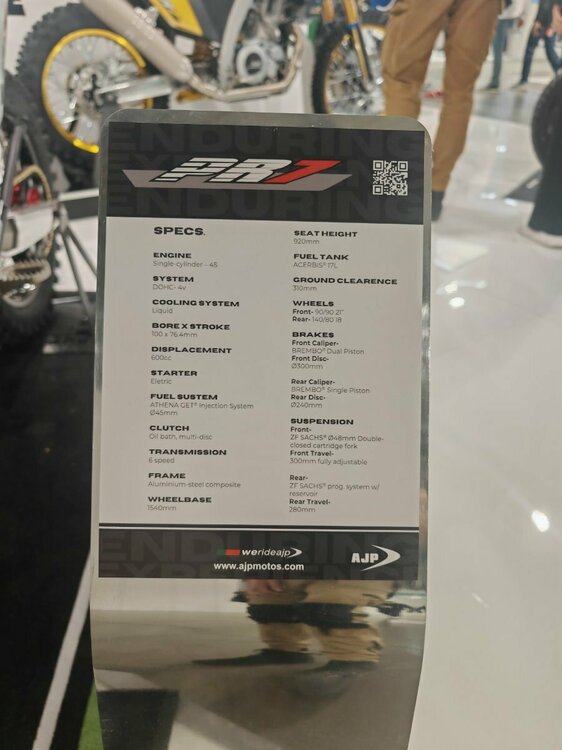 ENDURING
PR7
ENDURING
SPECS.
ENGINE
Single-cylinder - 4S
SYSTEM
DOHC- 4v
COOLING SYSTEM
Liquid
BORE X STROKE
100 x 76.4mm
DISPLACEMENT
600cc
STARTER
Eletric
FUEL SUSTEM
ATHENA GET® Injection System
Ø45mm
CLUTCH
Oil bath, multi-disc
TRANSMISSION
6 speed
FRAME
Aluminium-steel composite
WHEELBASE
1540mm
SEAT HEIGHT
920mm
FUEL TANK
ACERBIS® 17L
GROUND CLEARENCE
310mm
WHEELS
Front- 90/90 21"
Rear- 140/80 18
BRAKES
Front Caliper-
BREMBO® Dual Piston
Front Disc-
Ø300mm
Rear Caliper-
BREMBO® Single Piston
Rear Disc-
Ø240mm
SUSPENSION
Front-
ZF SACHS® Ø48mm Double-
closed cartridge fork
Front Travel-
300mm fully adjustable
Rear-
ZF SACHS® prog. system w/
reservoir
Rear Travel-
280mm
ENDURING
werideajp
www.ajpmotos.com
AJP